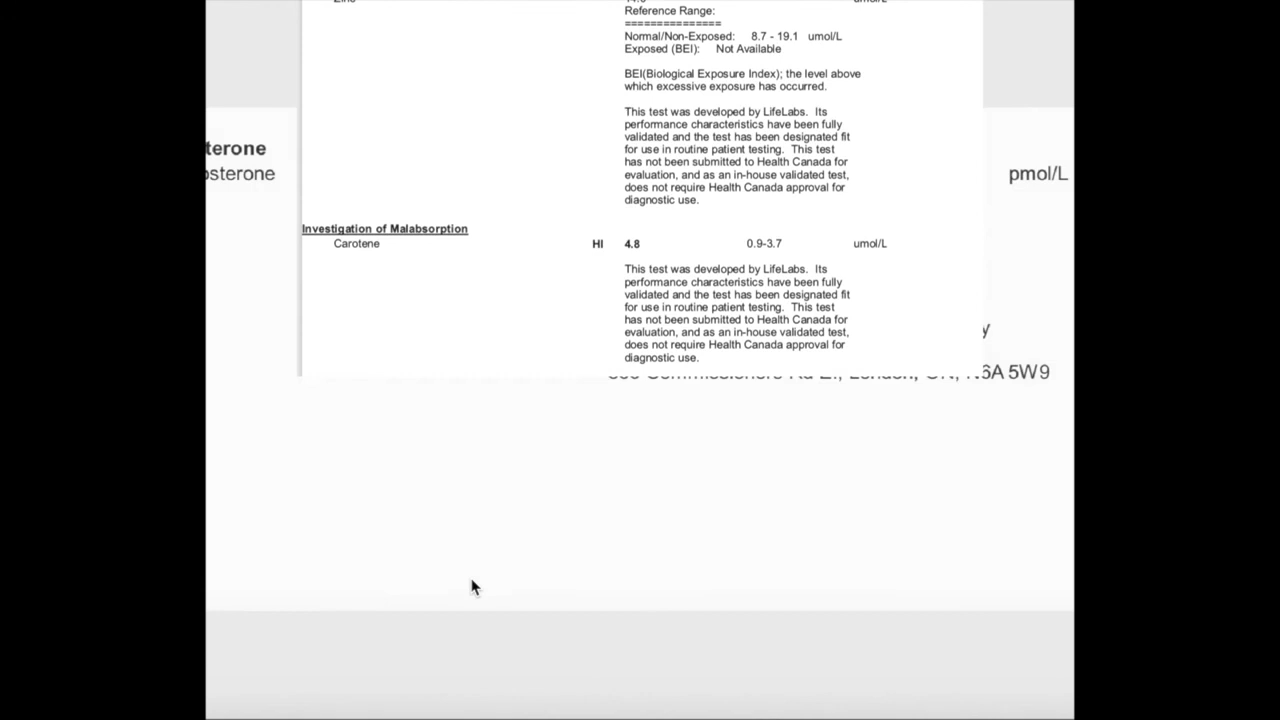 Reference Range:
===============
Normal/Non-Exposed: 8.7 - 19.1 umol/L
Exposed (BEI): Not Available
BEI(Biological Exposure Index); the level above
which excessive exposure has occurred.
This test was developed by LifeLabs. Its
performance characteristics have been fully
validated and the test has been designated fit
for use in routine patient testing. This test
has not been submitted to Health Canada for
evaluation, and as an in-house validated test,
does not require Health Canada approval for
diagnostic use.
terone
osterone pmol/L
Investigation of Malabsorption
Carotene HI 4.8 0.9-3.7 umol/L
This test was developed by LifeLabs. Its
performance characteristics have been fully
validated and the test has been designated fit
for use in routine patient testing. This test
has not been submitted to Health Canada for
evaluation, and as an in-house validated test,
does not require Health Canada approval for
diagnostic use.
y
Commissioners Rd E., London, ON, N6A 5W9